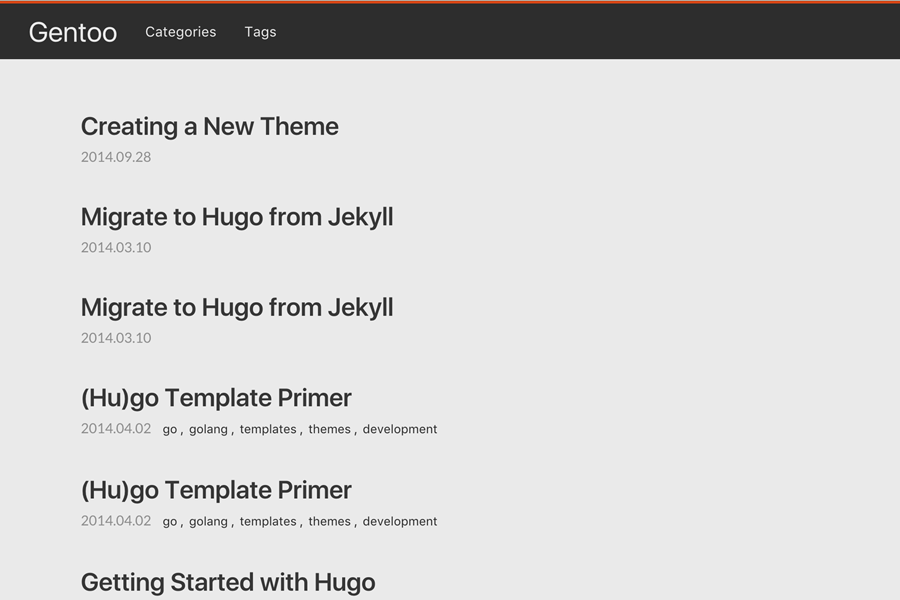 Gentoo Categories Tags
Creating a New Theme
2014.09.28
Migrate to Hugo from Jekyll
2014.03.10
Migrate to Hugo from Jekyll
2014.03.10
(Hu)go Template Primer
2014.04.02 go , golang , templates , themes , development
(Hu)go Template Primer
2014.04.02 go , golang , templates , themes , development
Getting Started with Hugo